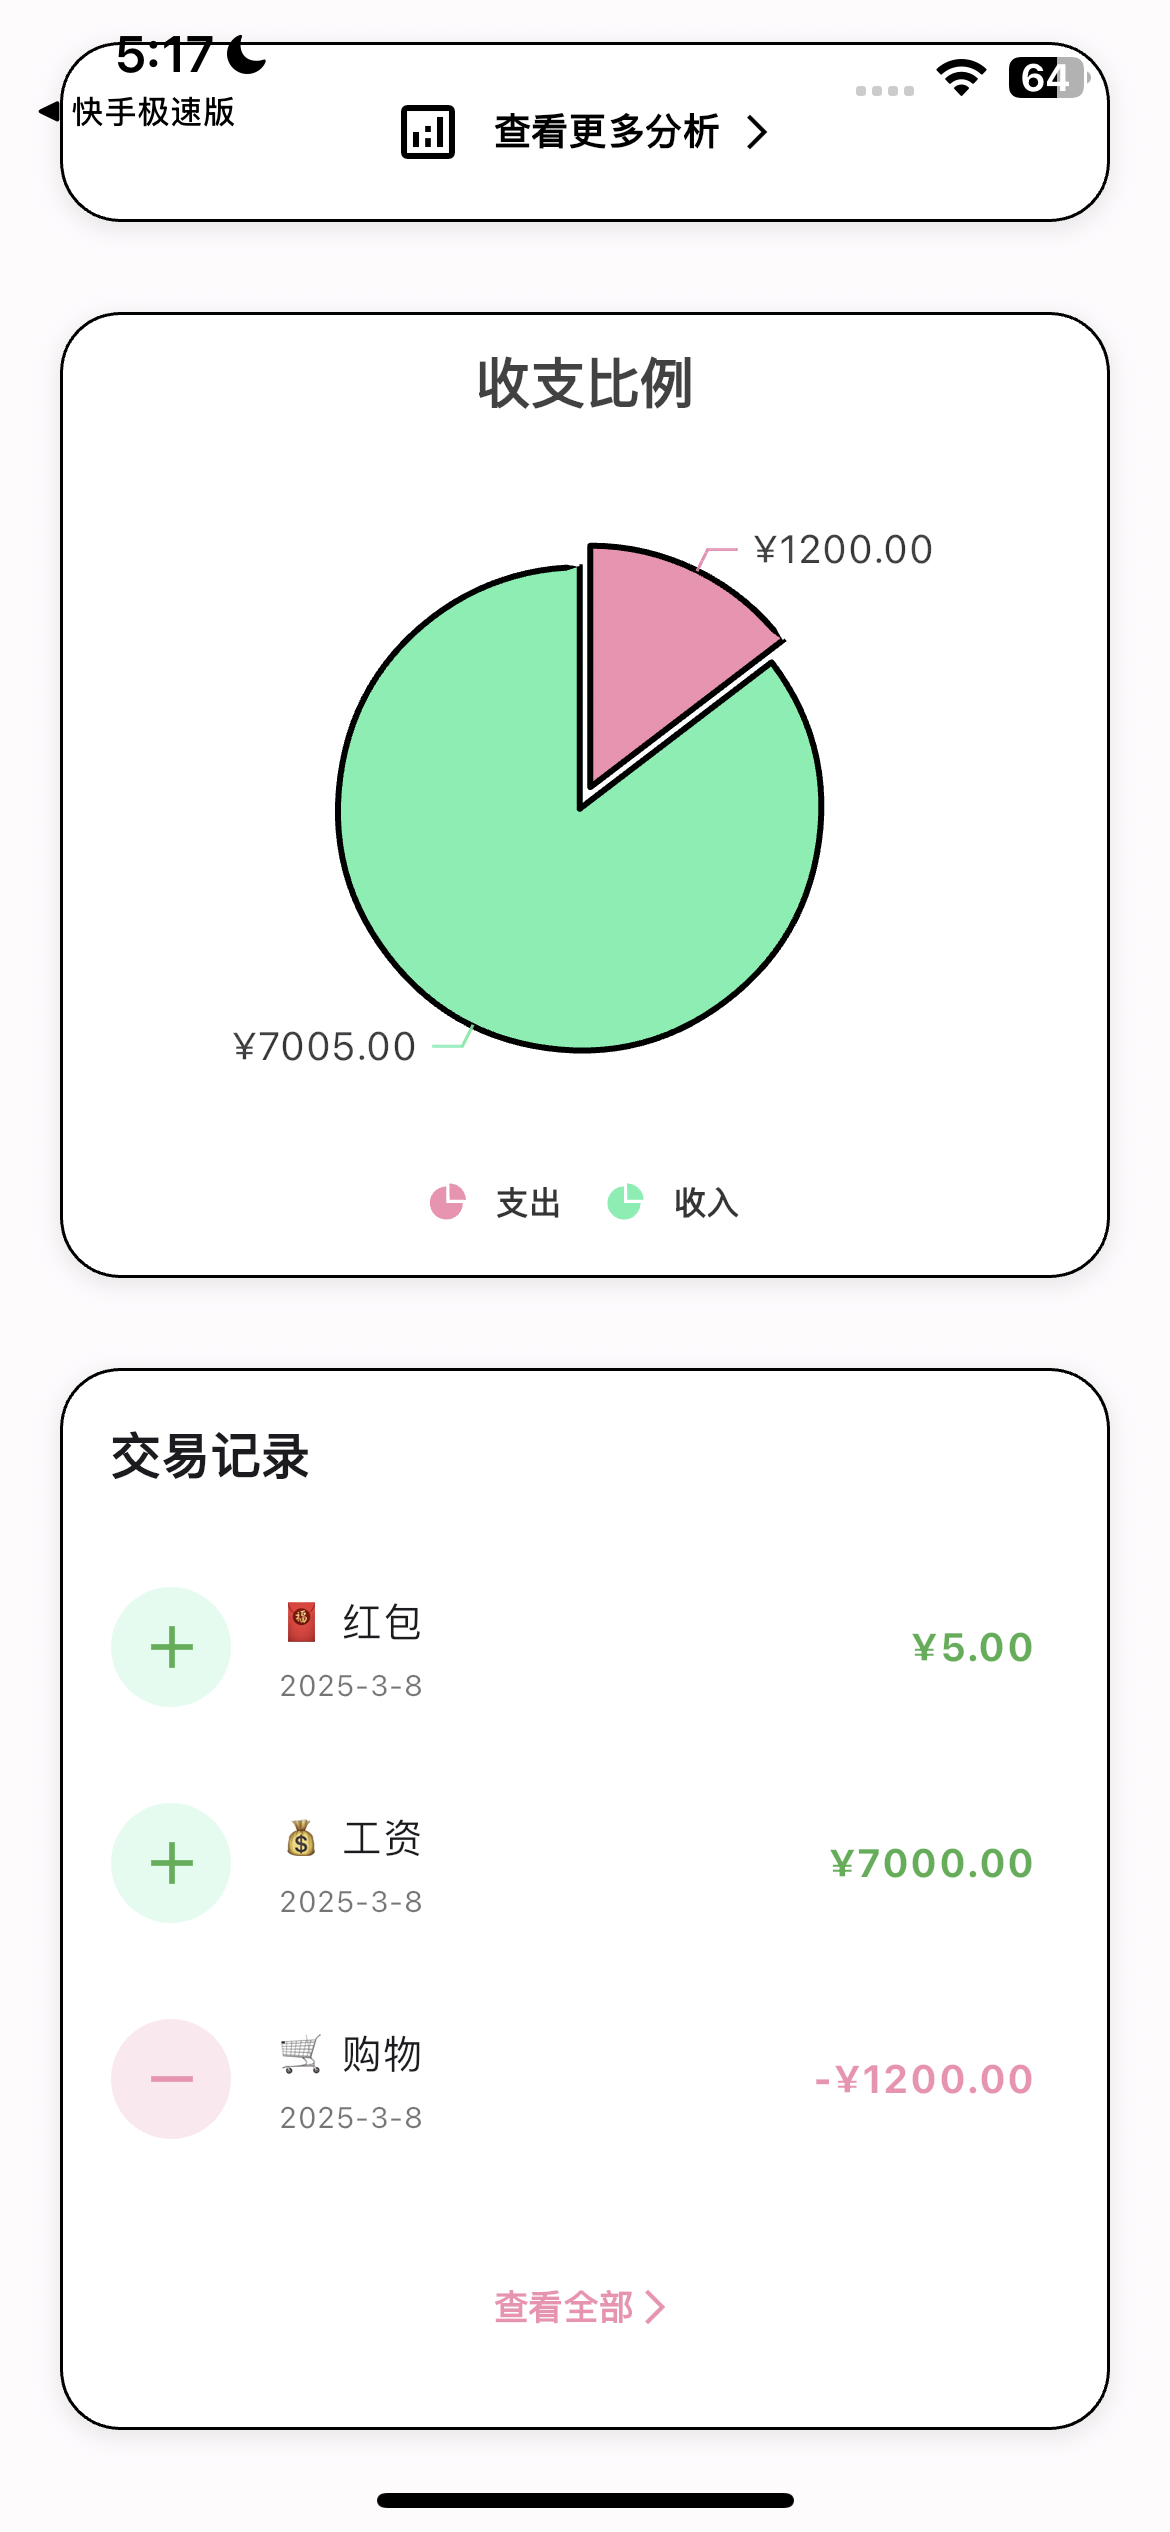 5:17
64
快手极速版
查看更多分析
收支比例
¥1200.00
¥7005.00
支出 收入
交易记录
红包
2025-3-8
¥5.00
工资
2025-3-8
¥7000.00
购物
2025-3-8
-¥1200.00
查看全部